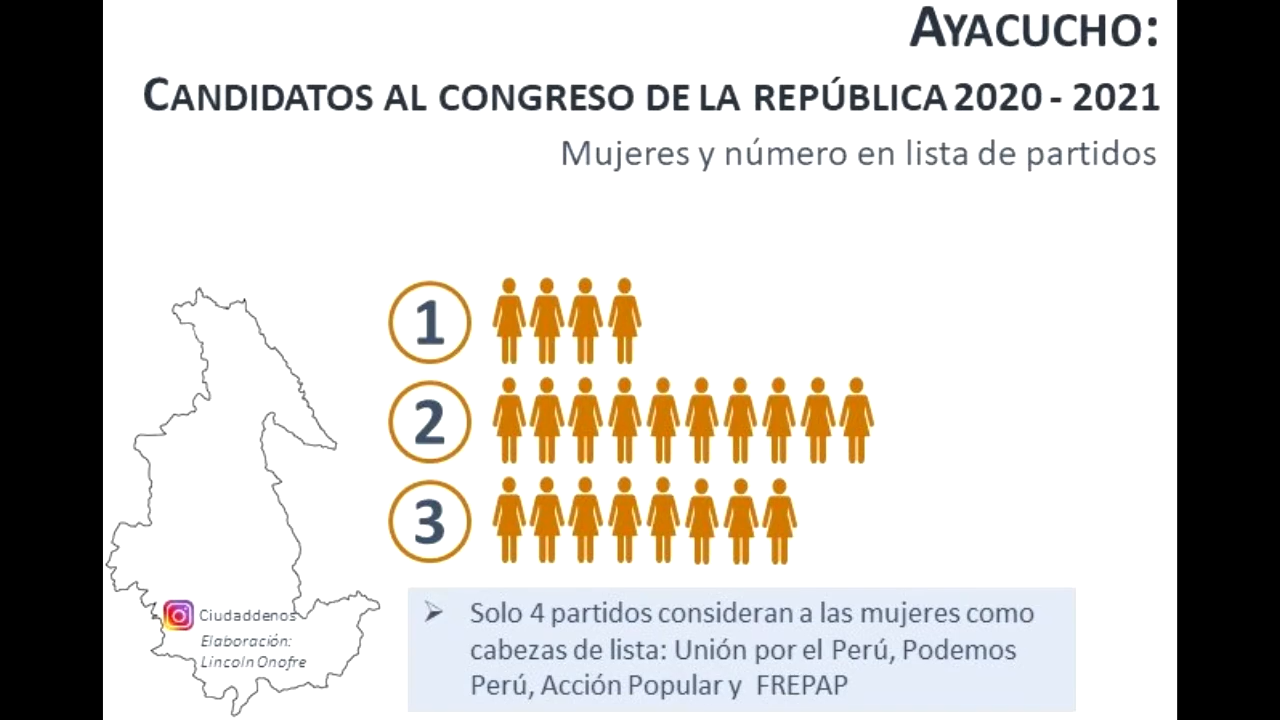 AYACUCHO:
CANDIDATOS AL CONGRESO DE LA REPÚBLICA 2020 - 2021
Mujeres y número en lista de partidos
1
2
3
Solo 4 partidos consideran a las mujeres como
cabezas de lista: Unión por el Perú, Podemos
Perú, Acción Popular y FREPAP
Ciudaddenos
Elaboración:
Lincoln Onofre